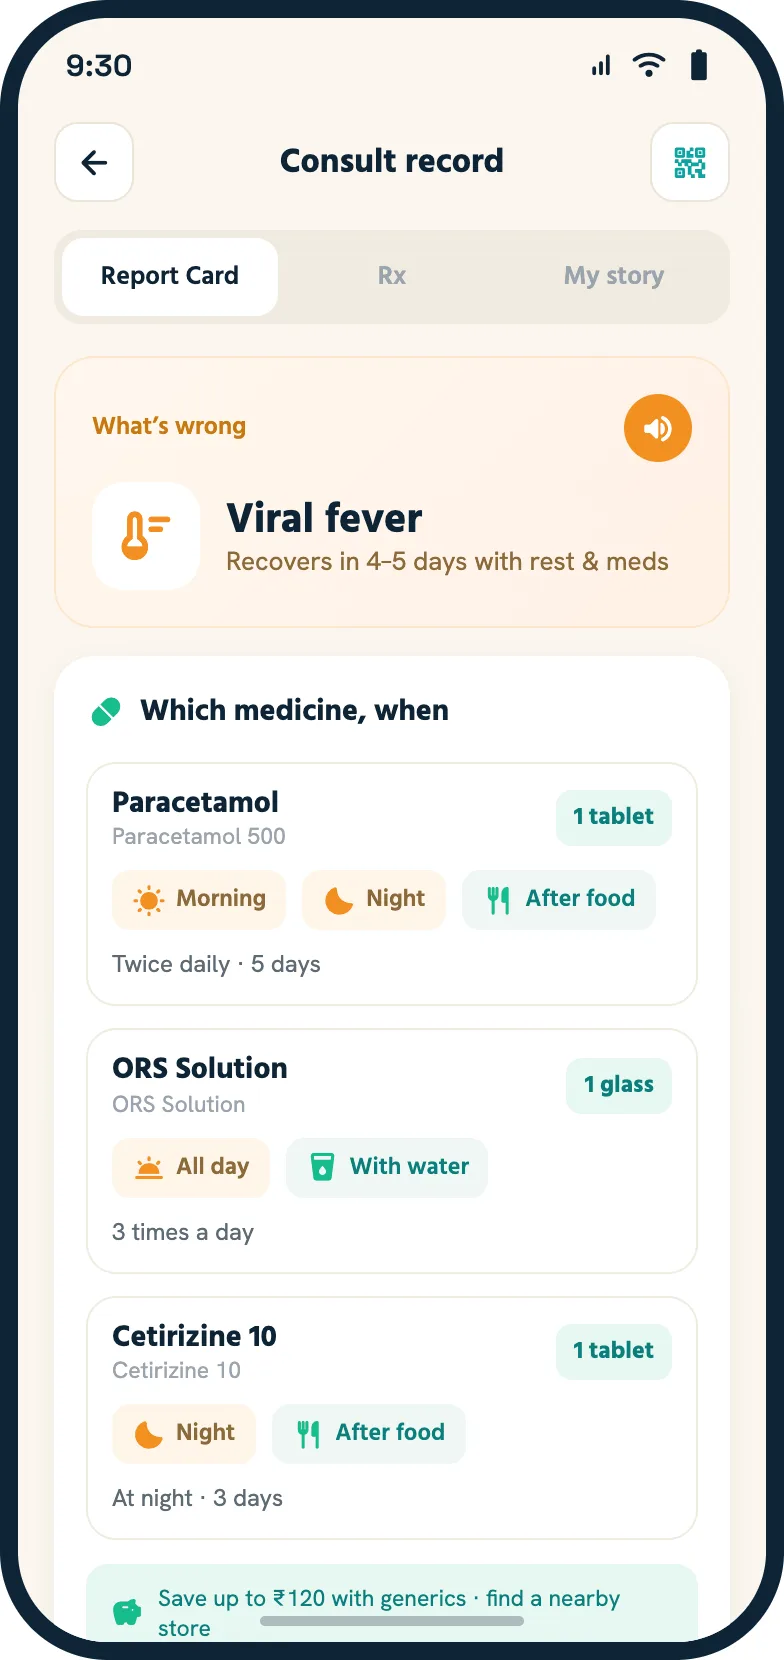 9:30
Consult record
Report Card
Rx
My story
What’s wrong
Viral fever
Recovers in 4–5 days with rest & meds
Which medicine, when
Paracetamol
1 tablet
Paracetamol 500
Morning
Night
After food
Twice daily · 5 days
ORS Solution
1 glass
ORS Solution
All day
With water
3 times a day
Cetirizine 10
1 tablet
Cetirizine 10
Night
After food
At night · 3 days
Save up to ₹120 with generics · find a nearby
store